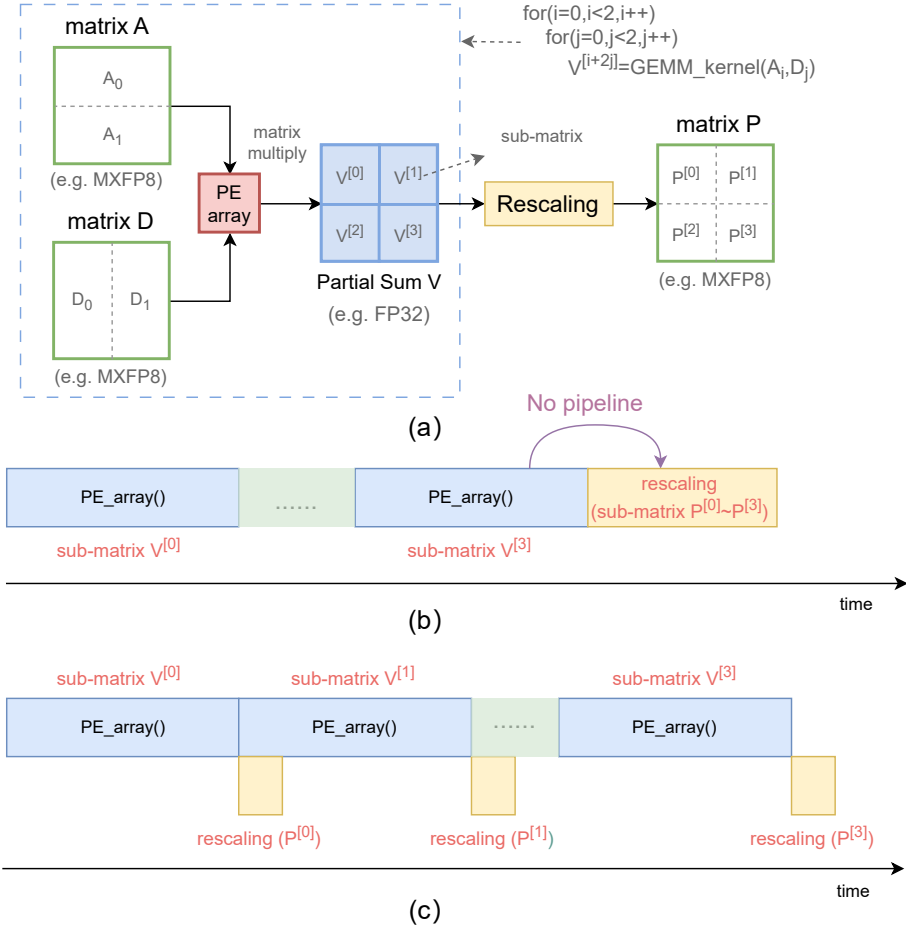 for(i=0,i<2,i++)
for(j=0,j<2,j++)
V[i+2j]=GEMM_kernel(Ai,Dj)
matrix A
A0
A1
(e.g. MXFP8)
matrix D
D0 D1
(e.g. MXFP8)
PE
array
matrix
multiply
V[0] V[1]
V[2] V[3]
Partial Sum V
(e.g. FP32)
sub-matrix
Rescaling
matrix P
P[0] P[1]
P[2] P[3]
(e.g. MXFP8)
(a)
No pipeline
PE_array() ...... PE_array()
rescaling
(sub-matrix P[0]~P[3])
sub-matrix V[0] sub-matrix V[3]
time
(b)
sub-matrix V[0] sub-matrix V[1] sub-matrix V[3]
PE_array() PE_array() ...... PE_array()
rescaling (P[0]) rescaling (P[1]) rescaling (P[3])
time
(c)